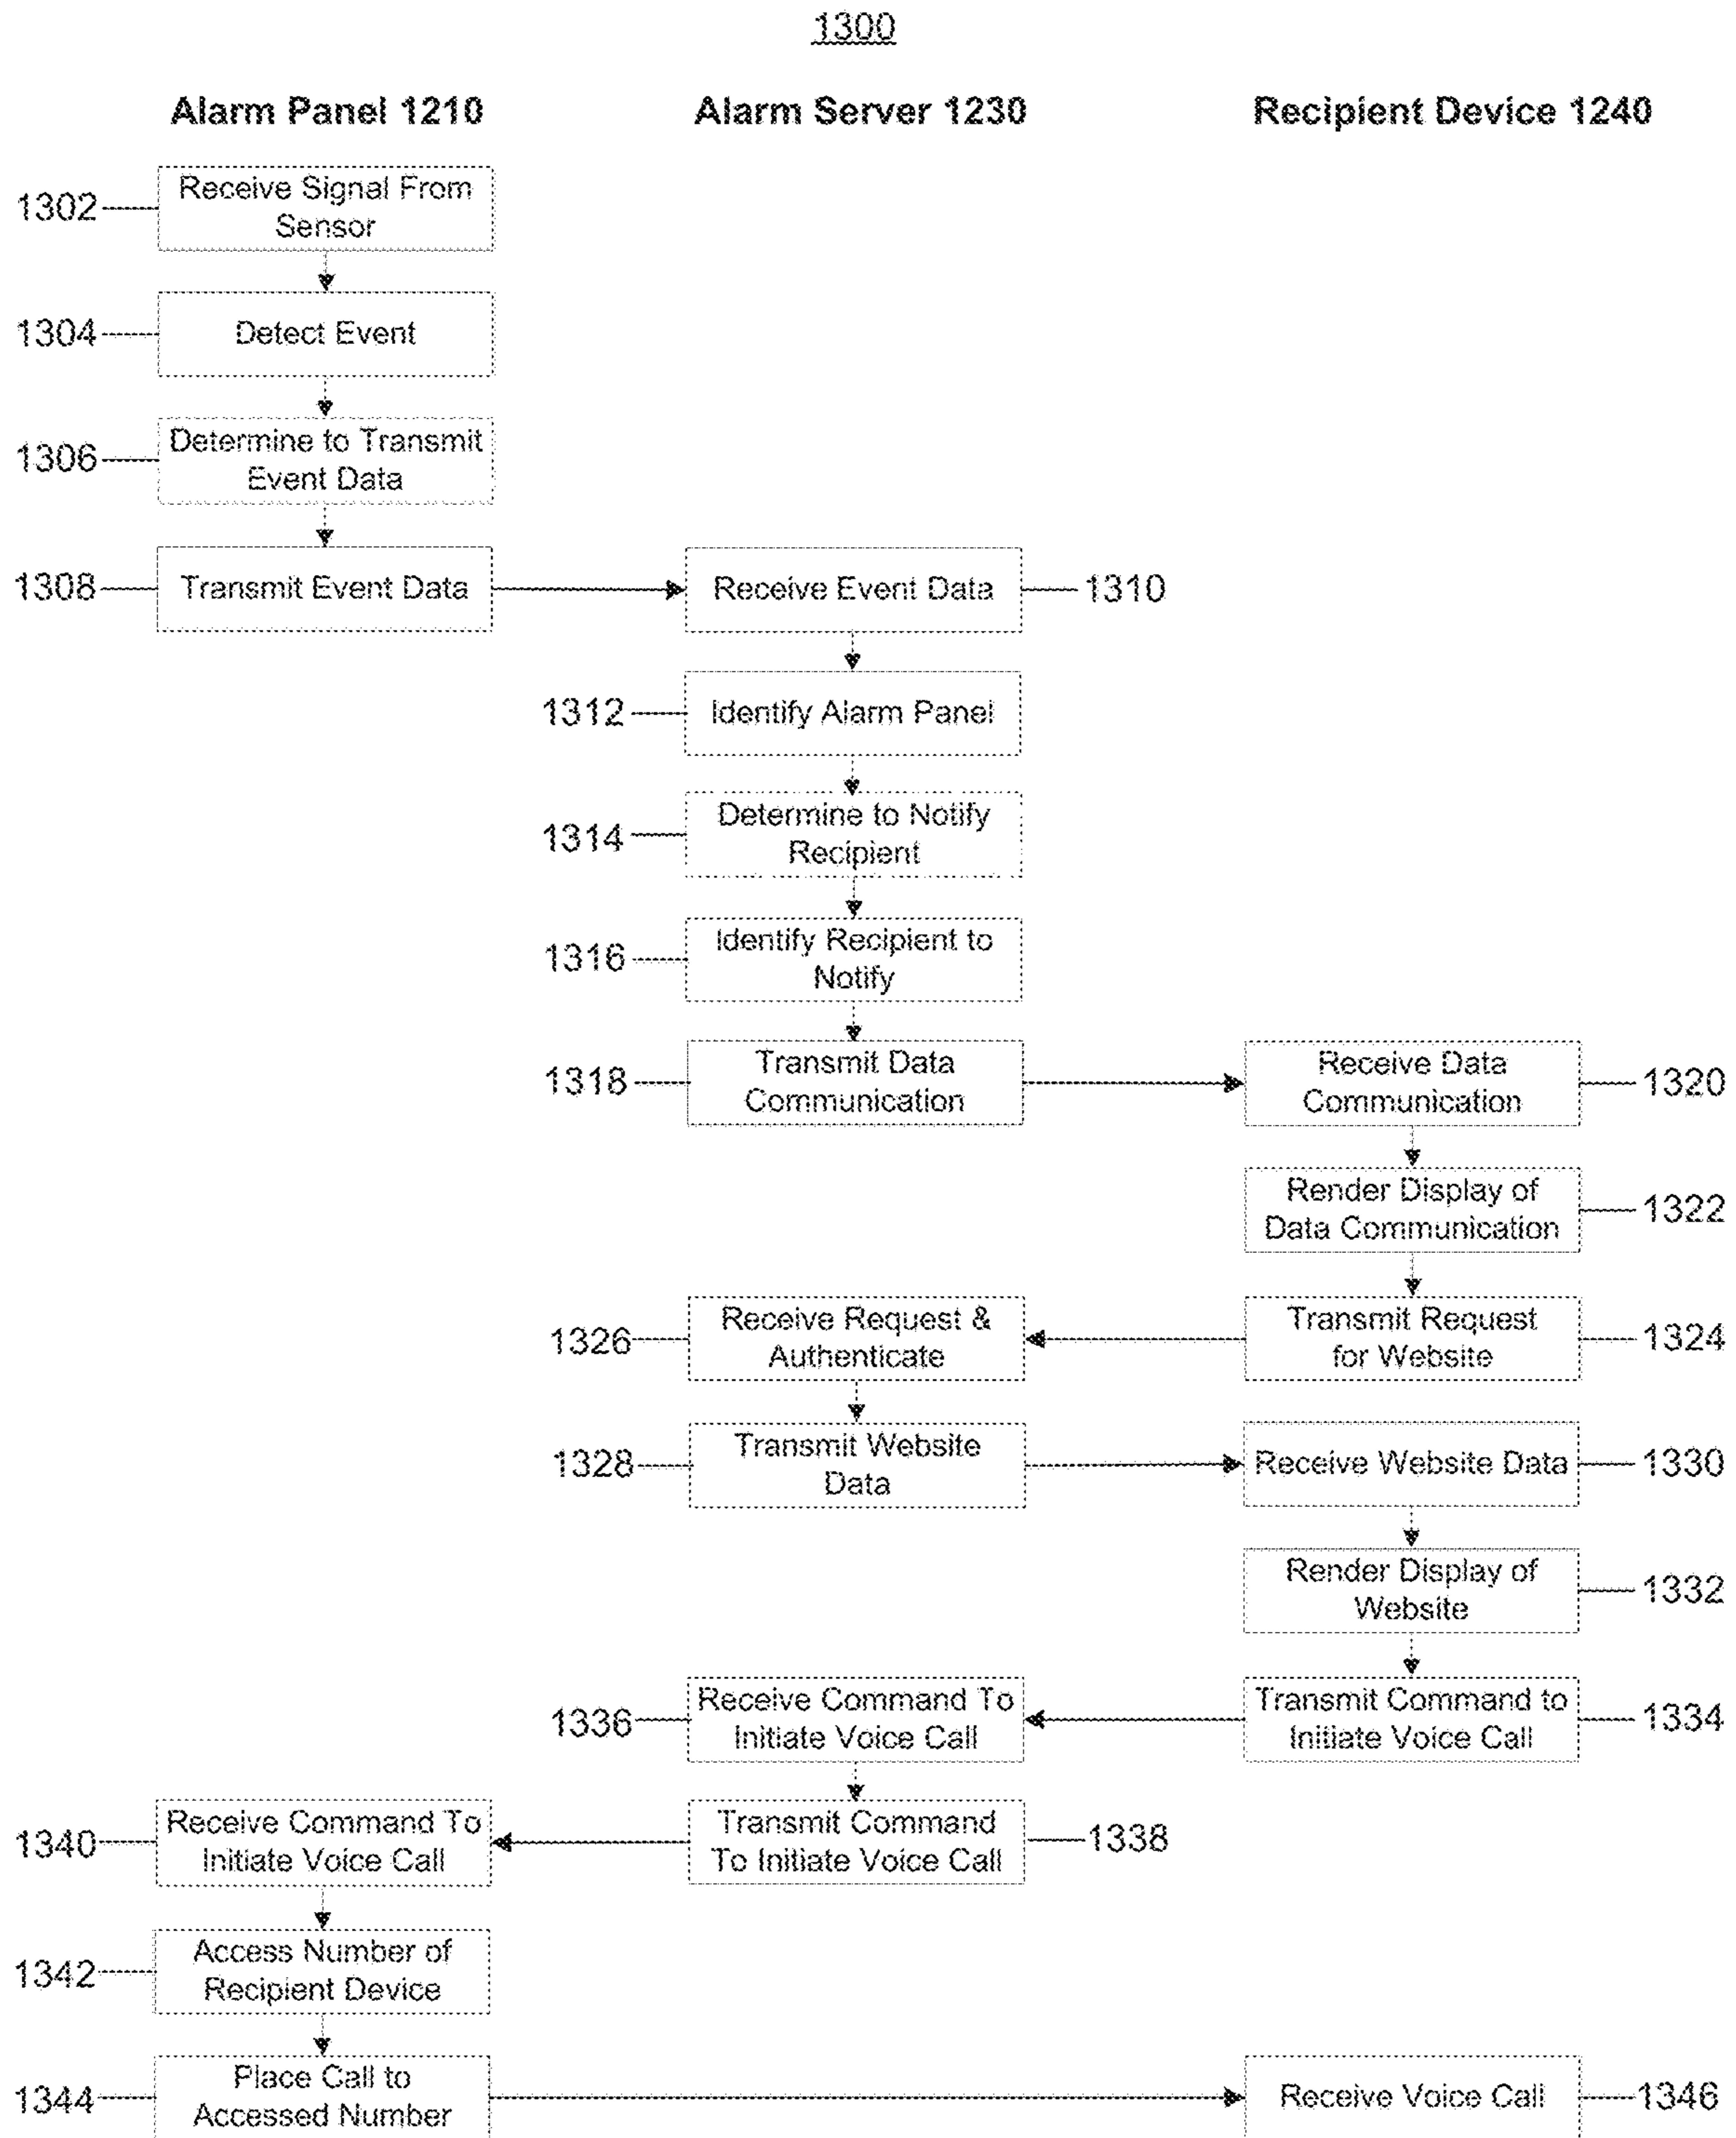 1300
Alarm Panel 1210
Alarm Server 1230
Recipient Device 1240
1302
Receive Signal From
Sensor
1304
Detect Event
1306
Determine to Transmit
Event Data
1308
Transmit Event Data
Receive Event Data
1310
1312
Identify Alarm Panel
1314
Determine to Notify
Recipient
1316
Identify Recipient to
Notify
1318
Transmit Data
Communication
Receive Data
Communication
1320
Render Display of
Data Communication
1322
1326
Receive Request &
Authenticate
Transmit Request
for Website
1324
1328
Transmit Website
Data
Receive Website Data
1330
Render Display of
Website
1332
1336
Receive Command To
Initiate Voice Call
Transmit Command to
Initiate Voice Call
1334
1340
Receive Command To
Initiate Voice Call
Transmit Command
To Initiate Voice Call
1338
1342
Access Number of
Recipient Device
1344
Place Call to
Accessed Number
Receive Voice Call
1346